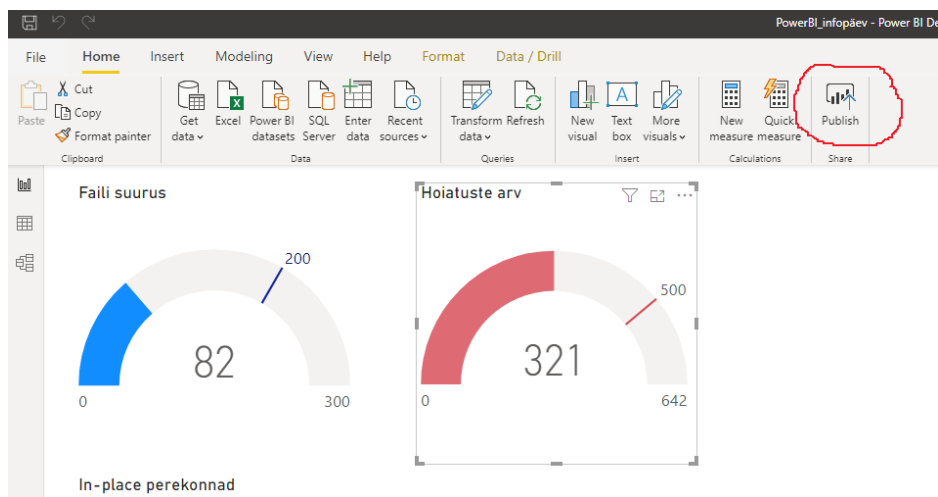 PowerBI_infopäev - Power BI De
File Home Insert Modeling View Help Format Data / Drill
Paste
Cut
Copy
Format painter
Clipboard
Get data
Excel
Power BI datasets
SQL Server
Enter data
Recent sources
Data
Transform data
Refresh
Queries
New visual
Text box
More visuals
Insert
New measure
Quick measure
Calculations
Publish
Share
Faili suurus
200
82
0
300
Hoiatuste arv
500
321
0
642
In-place perekonnad